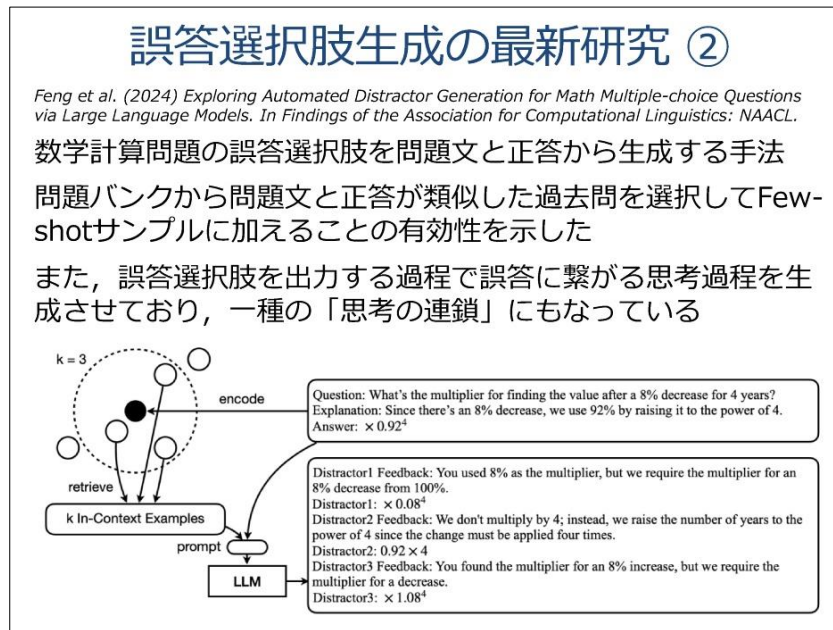 誤答選択肢生成の最新研究 ②
Feng et al. (2024) Exploring Automated Distractor Generation for Math Multiple-choice Questions
via Large Language Models. In Findings of the Association for Computational Linguistics: NAACL.
数学計算問題の誤答選択肢を問題文と正答から生成する手法
問題バンクから問題文と正答が類似した過去問を選択してFew-
shotサンプルに加えることの有効性を示した
また，誤答選択肢を出力する過程で誤答に繋がる思考過程を生
成させており，一種の「思考の連鎖」にもなっている
k = 3
encode
Question: What's the multiplier for finding the value after a 8% decrease for 4 years?
Explanation: Since there's an 8% decrease, we use 92% by raising it to the power of 4.
Answer: ×0.92⁴
retrieve
k In-Context Examples
prompt
LLM
Distractor1 Feedback: You used 8% as the multiplier, but we require the multiplier for an
8% decrease from 100%.
Distractor1: ×0.08⁴
Distractor2 Feedback: We don't multiply by 4; instead, we raise the number of years to the
power of 4 since the change must be applied four times.
Distractor2: 0.92 × 4
Distractor3 Feedback: You found the multiplier for an 8% increase, but we require the
multiplier for a decrease.
Distractor3: ×1.08⁴